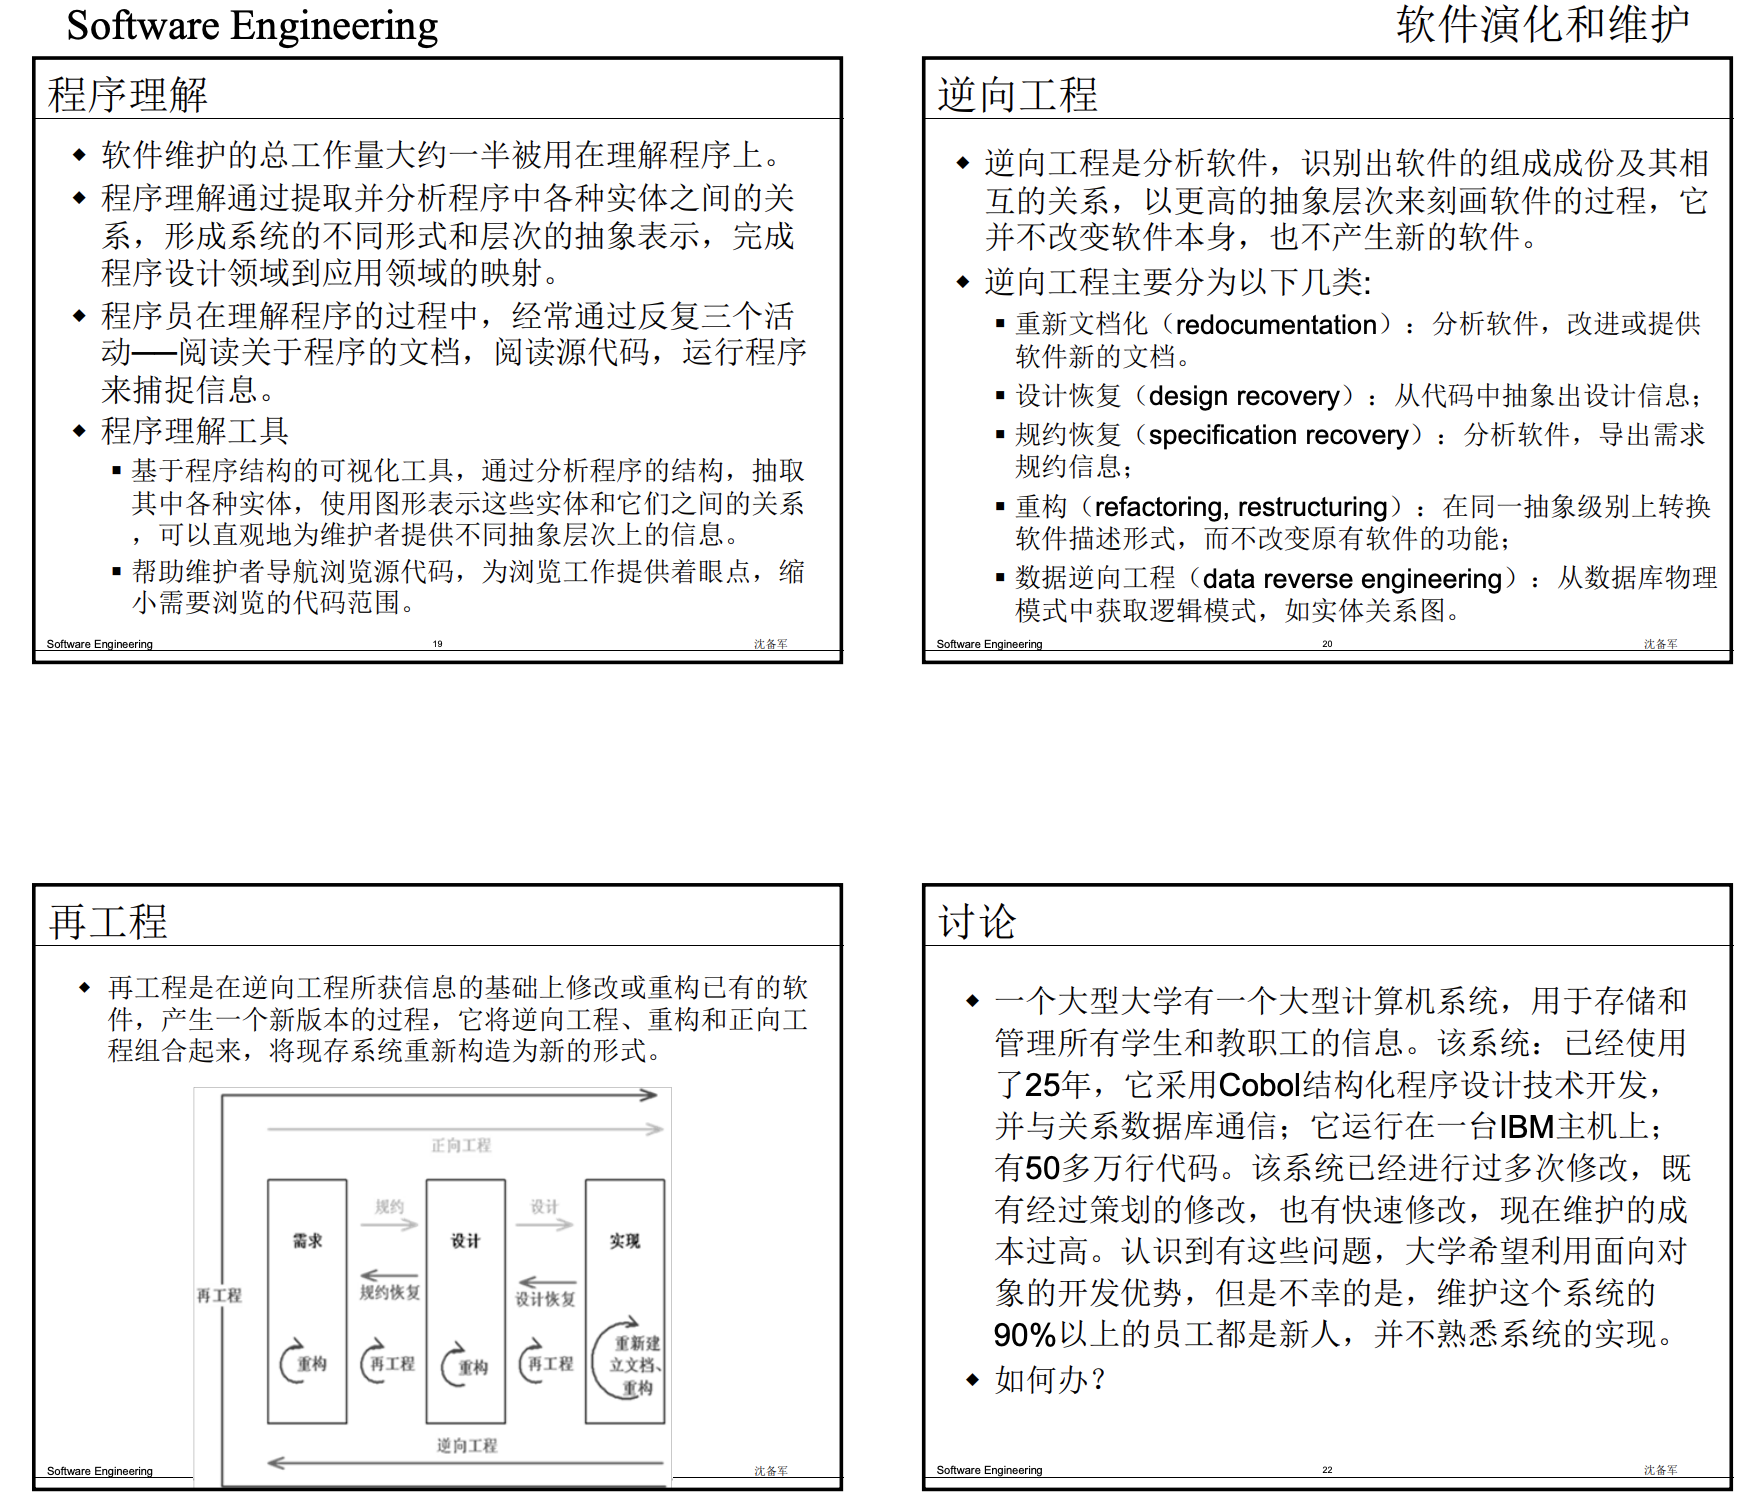 Software Engineering
软件演化和维护
程序理解
◆ 软件维护的总工作量大约一半被用在理解程序上。
◆ 程序理解通过提取并分析程序中各种实体之间的关
系，形成系统的不同形式和层次的抽象表示，完成
程序设计领域到应用领域的映射。
◆ 程序员在理解程序的过程中，经常通过反复三个活
动——阅读关于程序的文档，阅读源代码，运行程序
来捕捉信息。
◆ 程序理解工具
▪ 基于程序结构的可视化工具，通过分析程序的结构，抽取
其中各种实体，使用图形表示这些实体和它们之间的关系
，可以直观地为维护者提供不同抽象层次上的信息。
▪ 帮助维护者导航浏览源代码，为浏览工作提供着眼点，缩
小需要浏览的代码范围。
Software Engineering 19 沈备军
逆向工程
◆ 逆向工程是分析软件，识别出软件的组成成份及其相
互的关系，以更高的抽象层次来刻画软件的过程，它
并不改变软件本身，也不产生新的软件。
◆ 逆向工程主要分为以下几类:
▪ 重新文档化（redocumentation）：分析软件，改进或提供
软件新的文档。
▪ 设计恢复（design recovery）：从代码中抽象出设计信息；
▪ 规约恢复（specification recovery）：分析软件，导出需求
规约信息；
▪ 重构（refactoring, restructuring）：在同一抽象级别上转换
软件描述形式，而不改变原有软件的功能；
▪ 数据逆向工程（data reverse engineering）：从数据库物理
模式中获取逻辑模式，如实体关系图。
Software Engineering 20 沈备军
再工程
◆ 再工程是在逆向工程所获信息的基础上修改或重构已有的软
件，产生一个新版本的过程，它将逆向工程、重构和正向工
程组合起来，将现存系统重新构造为新的形式。
正向工程
规约 设计
需求 设计 实现
再工程 规约恢复 设计恢复
重构 再工程 重构 再工程 重新建
立文档、
重构
逆向工程
Software Engineering 沈备军
讨论
◆ 一个大型大学有一个大型计算机系统，用于存储和
管理所有学生和教职工的信息。该系统：已经使用
了25年，它采用Cobol结构化程序设计技术开发，
并与关系数据库通信；它运行在一台IBM主机上；
有50多万行代码。该系统已经进行过多次修改，既
有经过策划的修改，也有快速修改，现在维护的成
本过高。认识到有这些问题，大学希望利用面向对
象的开发优势，但是不幸的是，维护这个系统的
90%以上的员工都是新人，并不熟悉系统的实现。
◆ 如何办？
Software Engineering 22 沈备军